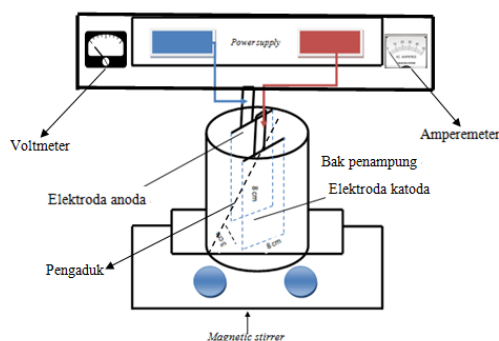 Power supply
Voltmeter
Amperemeter
Bak penampung
Elektroda anoda
Elektroda katoda
8 cm
8 cm
Pengaduk
Magnetic stirrer